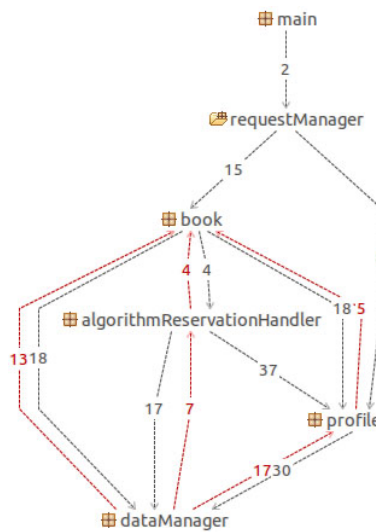 main
2
requestManager
15
book
4 4
18 5
algorithmReservationHandler
13 18
37
17 7
profile
17 30
dataManager